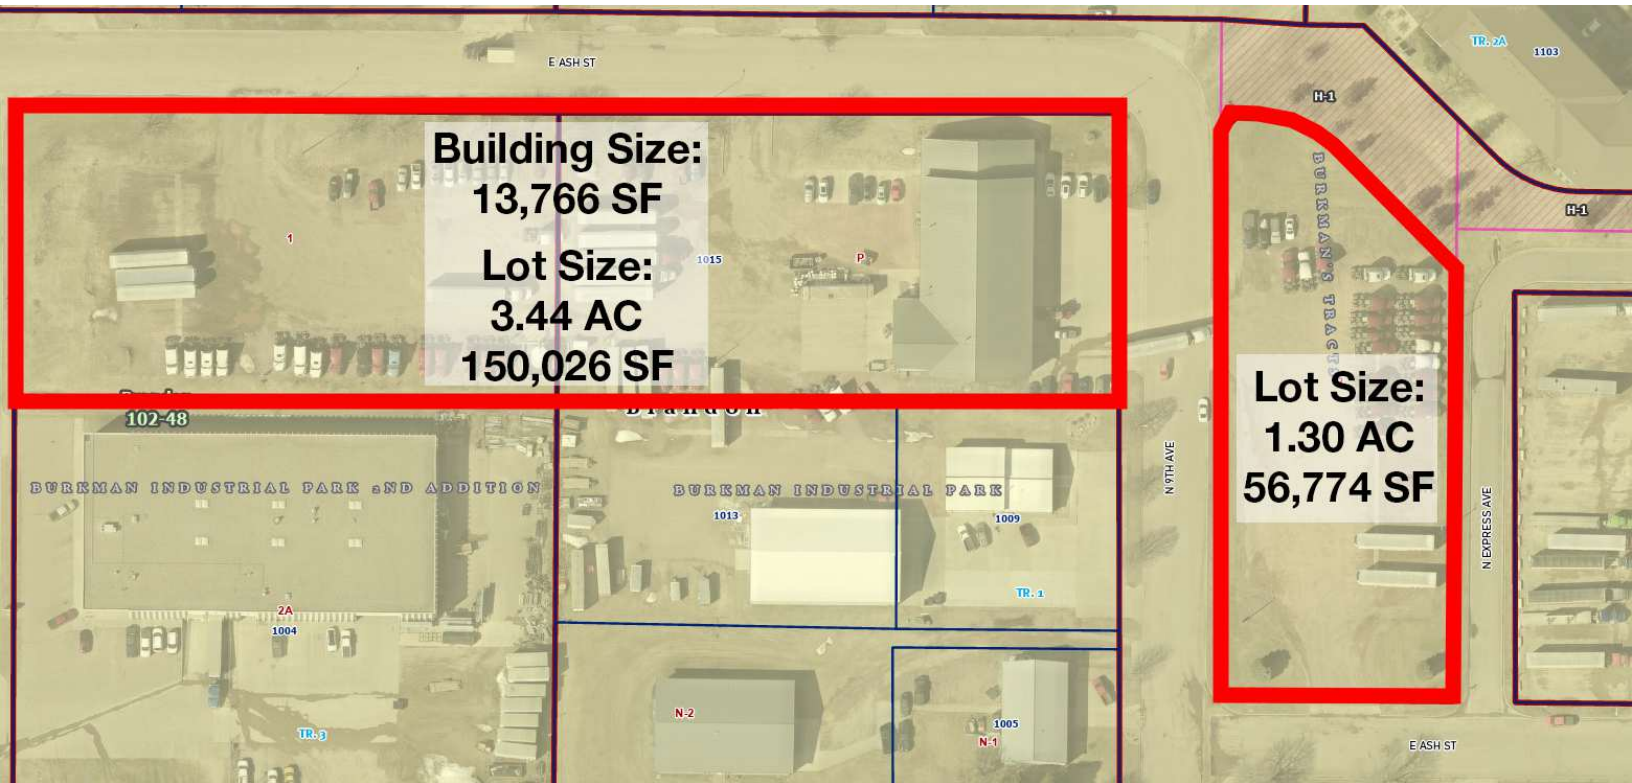 TR. 2A
1103
E ASH ST
H-1
Building Size:
13,766 SF
Lot Size:
3.44 AC
150,026 SF
1
1015
P
BURKMAN'S TRACTS
H-1
Lot Size:
1.30 AC
56,774 SF
Brandon
102-48
BURKMAN INDUSTRIAL PARK 2ND ADDITION
BURKMAN INDUSTRIAL PARK
1013
1009
N 9TH AVE
N EXPRESS AVE
TR. 1
2A
1004
TR. 3
N-2
1005
N-1
E ASH ST